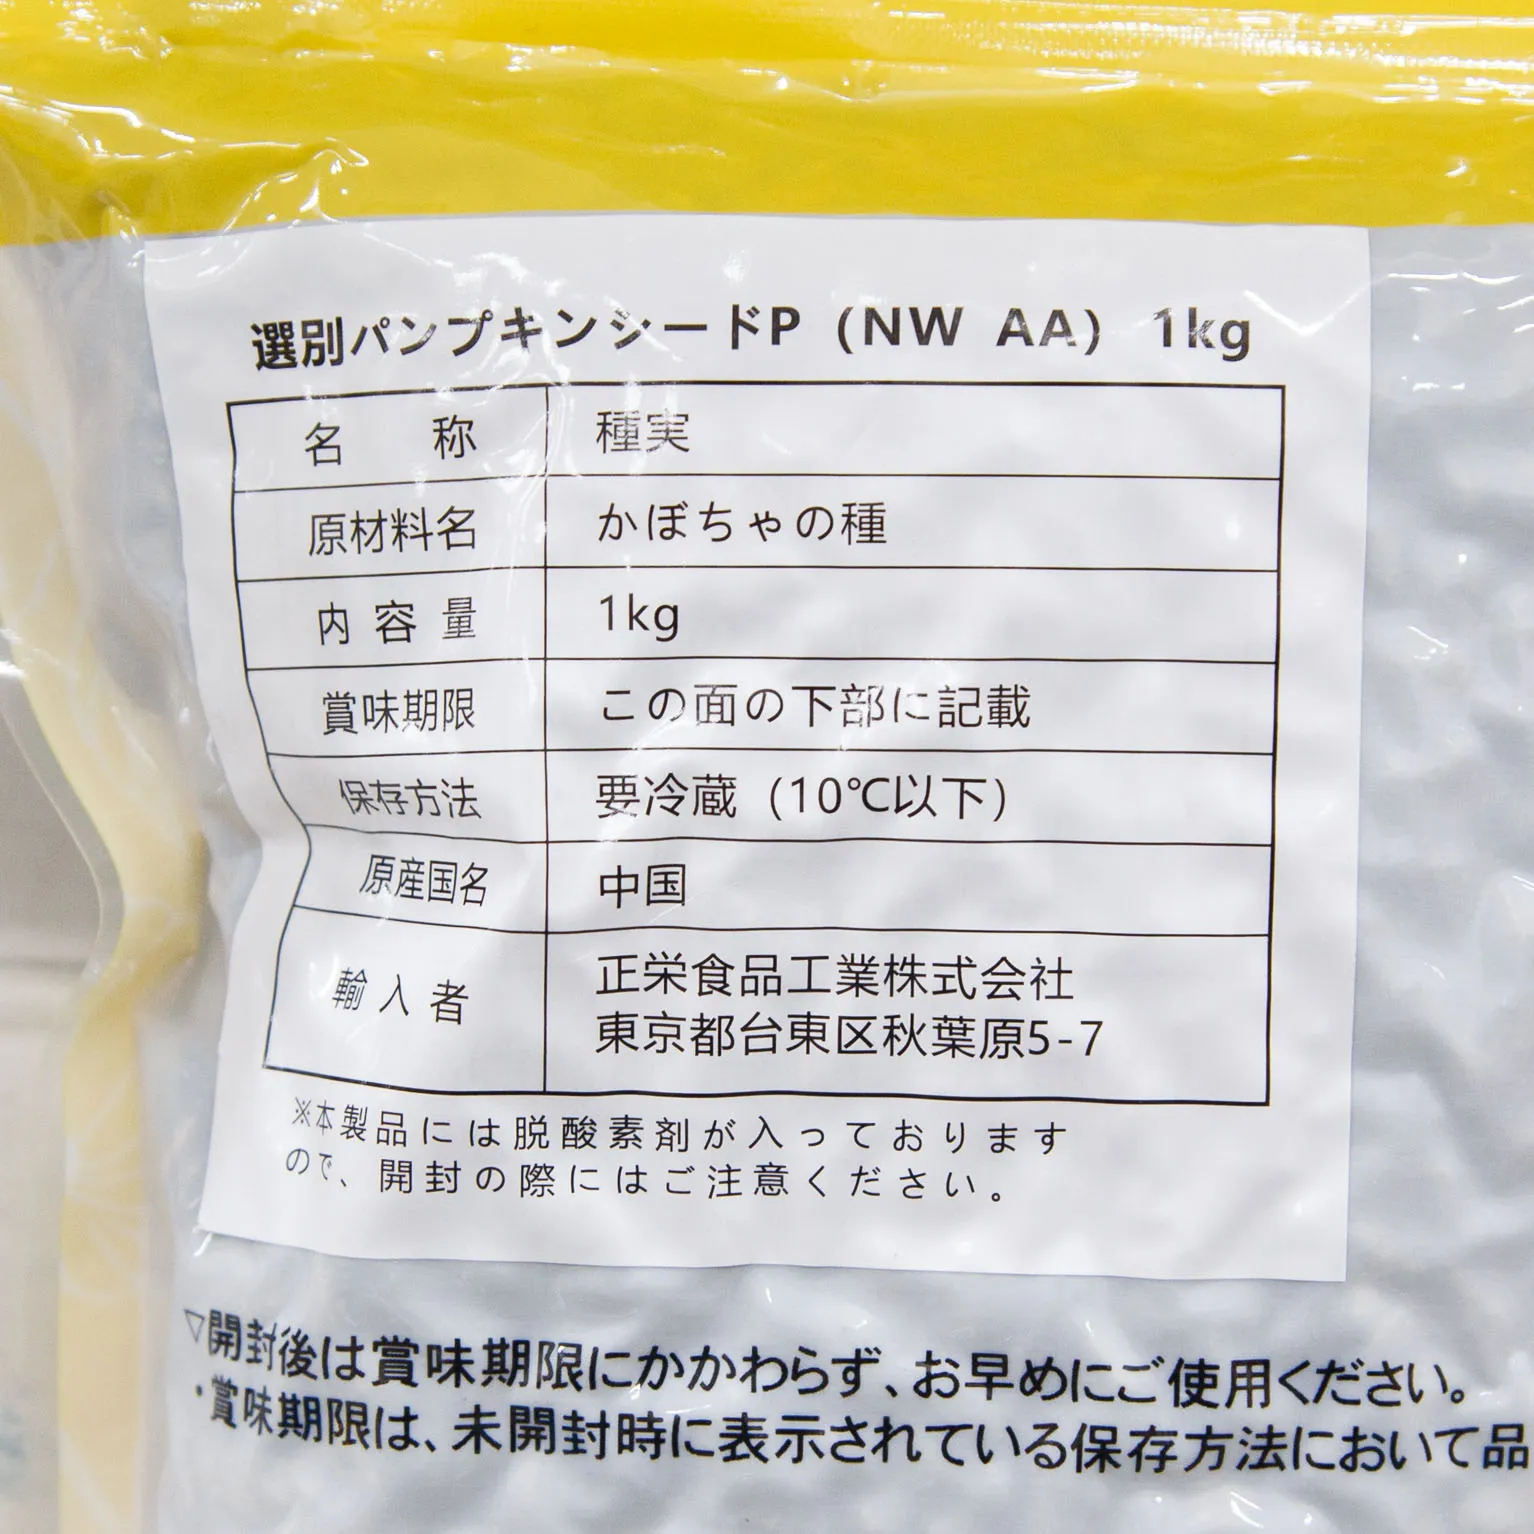 選別パンプキンシードP (NW AA) 1kg
名称 種実
原材料名 かぼちゃの種
内容量 1kg
賞味期限 この面の下部に記載
保存方法 要冷蔵 (10℃以下)
原産国名 中国
輸入者 正栄食品工業株式会社
東京都台東区秋葉原5-7
※本製品には脱酸素剤が入っております
ので、開封の際にはご注意ください。
▽開封後は賞味期限にかかわらず、お早めにご使用ください。
・賞味期限は、未開封時に表示されている保存方法において品